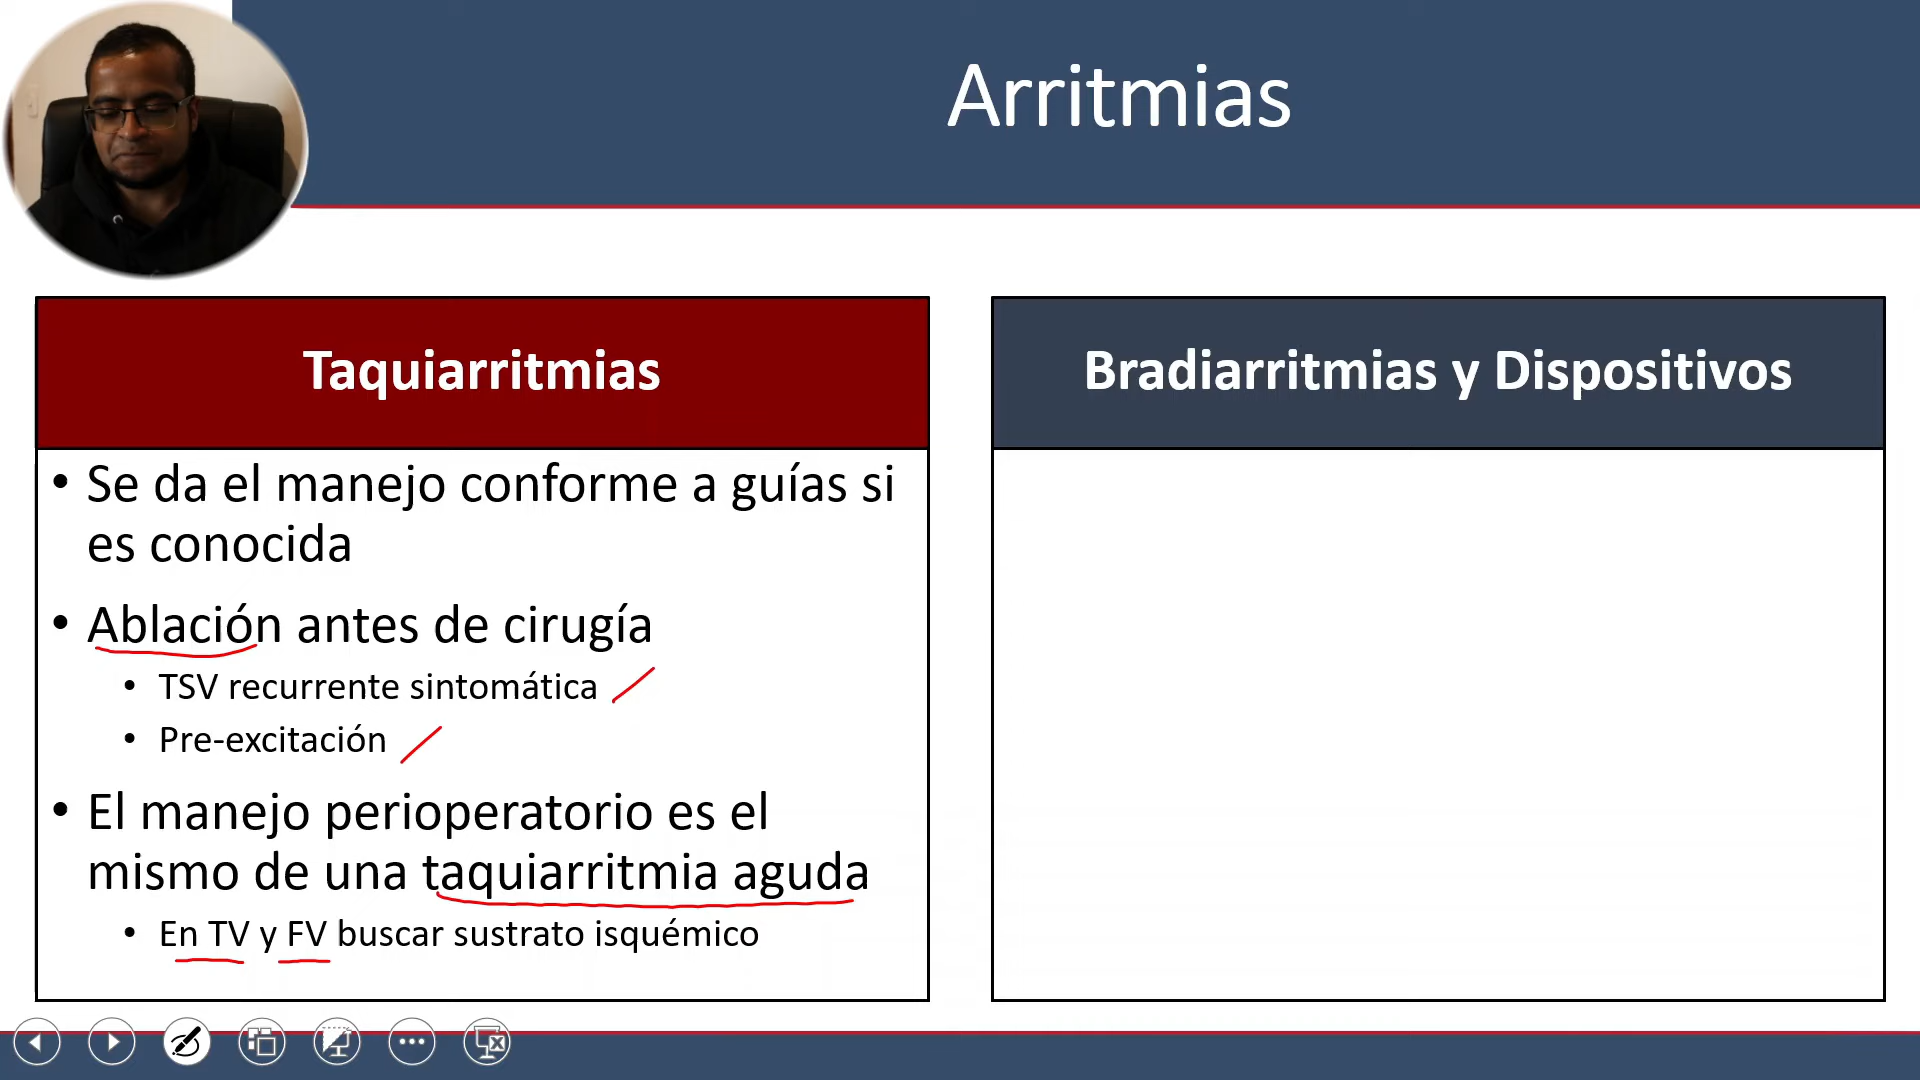 Arritmias
Taquiarritmias
• Se da el manejo conforme a guías si
es conocida
• Ablación antes de cirugía
• TSV recurrente sintomática
• Pre-excitación
• El manejo perioperatorio es el
mismo de una taquiarritmia aguda
• En TV y FV buscar sustrato isquémico
Bradiarritmias y Dispositivos